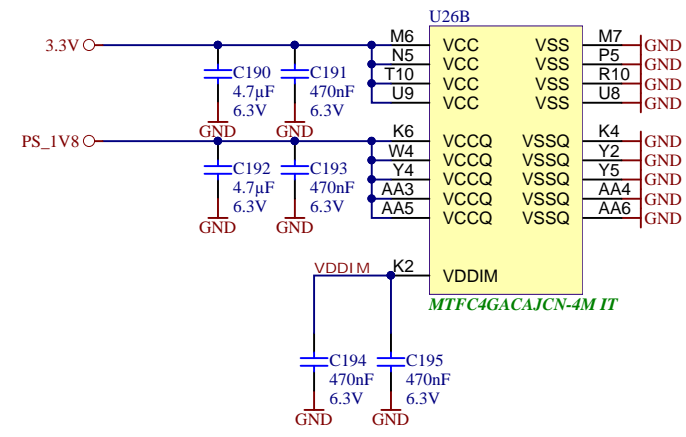 U26B
3.3V M6 VCC VSS M7 GND
N5 VCC VSS P5 GND
T10 VCC VSS R10 GND
U9 VCC VSS U8 GND
C190 C191
4.7µF 470nF
6.3V 6.3V
GND GND
PS_1V8 K6 VCCQ VSSQ K4 GND
W4 VCCQ VSSQ Y2 GND
Y4 VCCQ VSSQ Y5 GND
AA3 VCCQ VSSQ AA4 GND
AA5 VCCQ VSSQ AA6 GND
C192 C193
4.7µF 470nF
6.3V 6.3V
GND GND
VDDIM K2 VDDIM
MTFC4GACAJCN-4M IT
C194 C195
470nF 470nF
6.3V 6.3V
GND GND